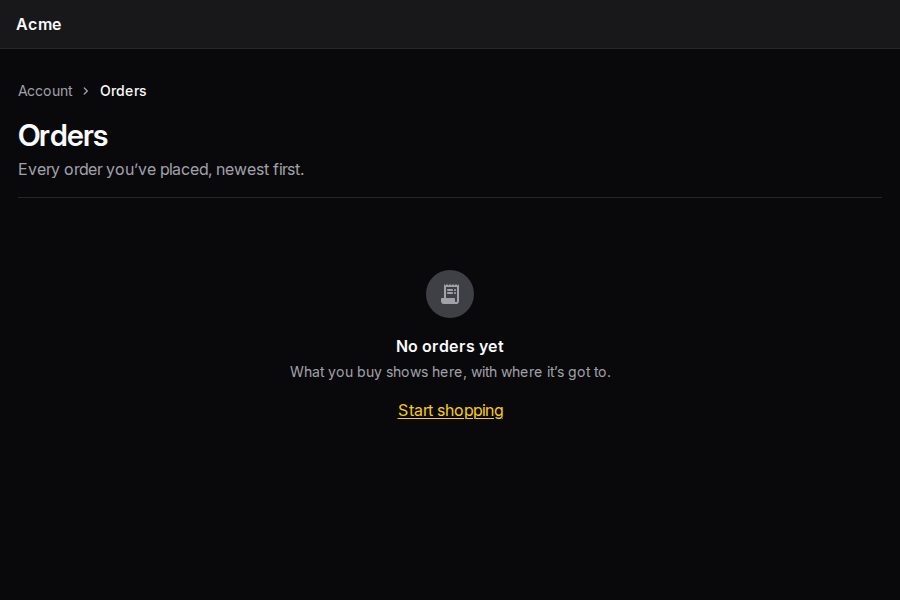 Acme
Account > Orders
Orders
Every order you’ve placed, newest first.
No orders yet
What you buy shows here, with where it’s got to.
Start shopping